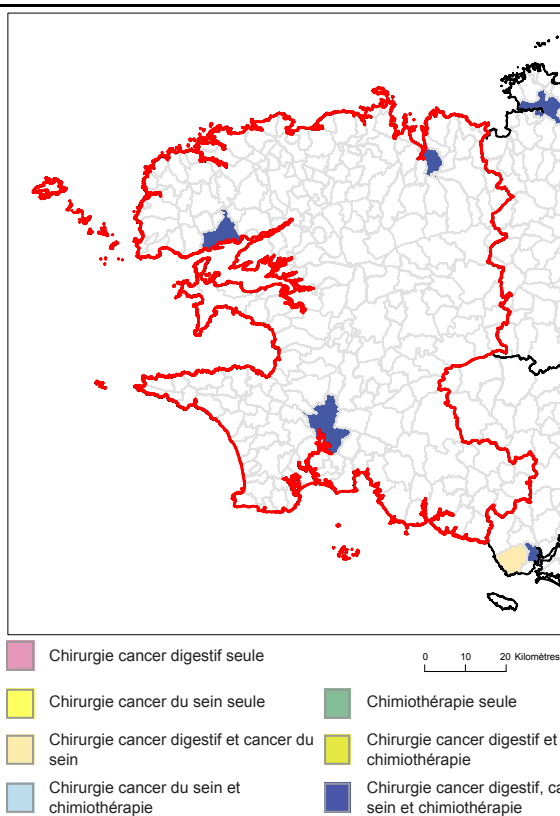 0 10 20 Kilomètres
Chirurgie cancer digestif seule
Chirurgie cancer du sein seule
Chimiothérapie seule
Chirurgie cancer digestif et cancer du
sein
Chirurgie cancer digestif et
chimiothérapie
Chirurgie cancer du sein et
chimiothérapie
Chirurgie cancer digestif, ca
sein et chimiothérapie